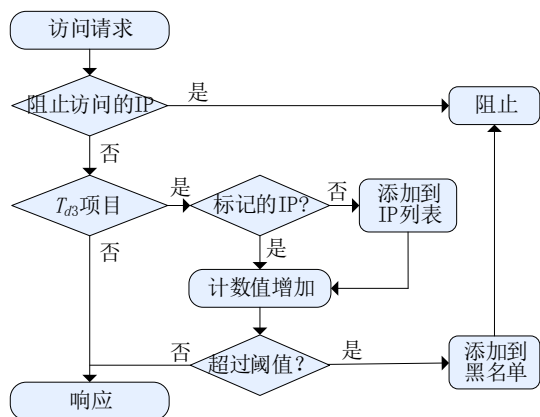 访问请求
阻止访问的IP
是
阻止
否
Td3项目
是
标记的IP?
否
添加到
IP列表
否
是
计数值增加
否
超过阈值?
是
添加到
黑名单
响应